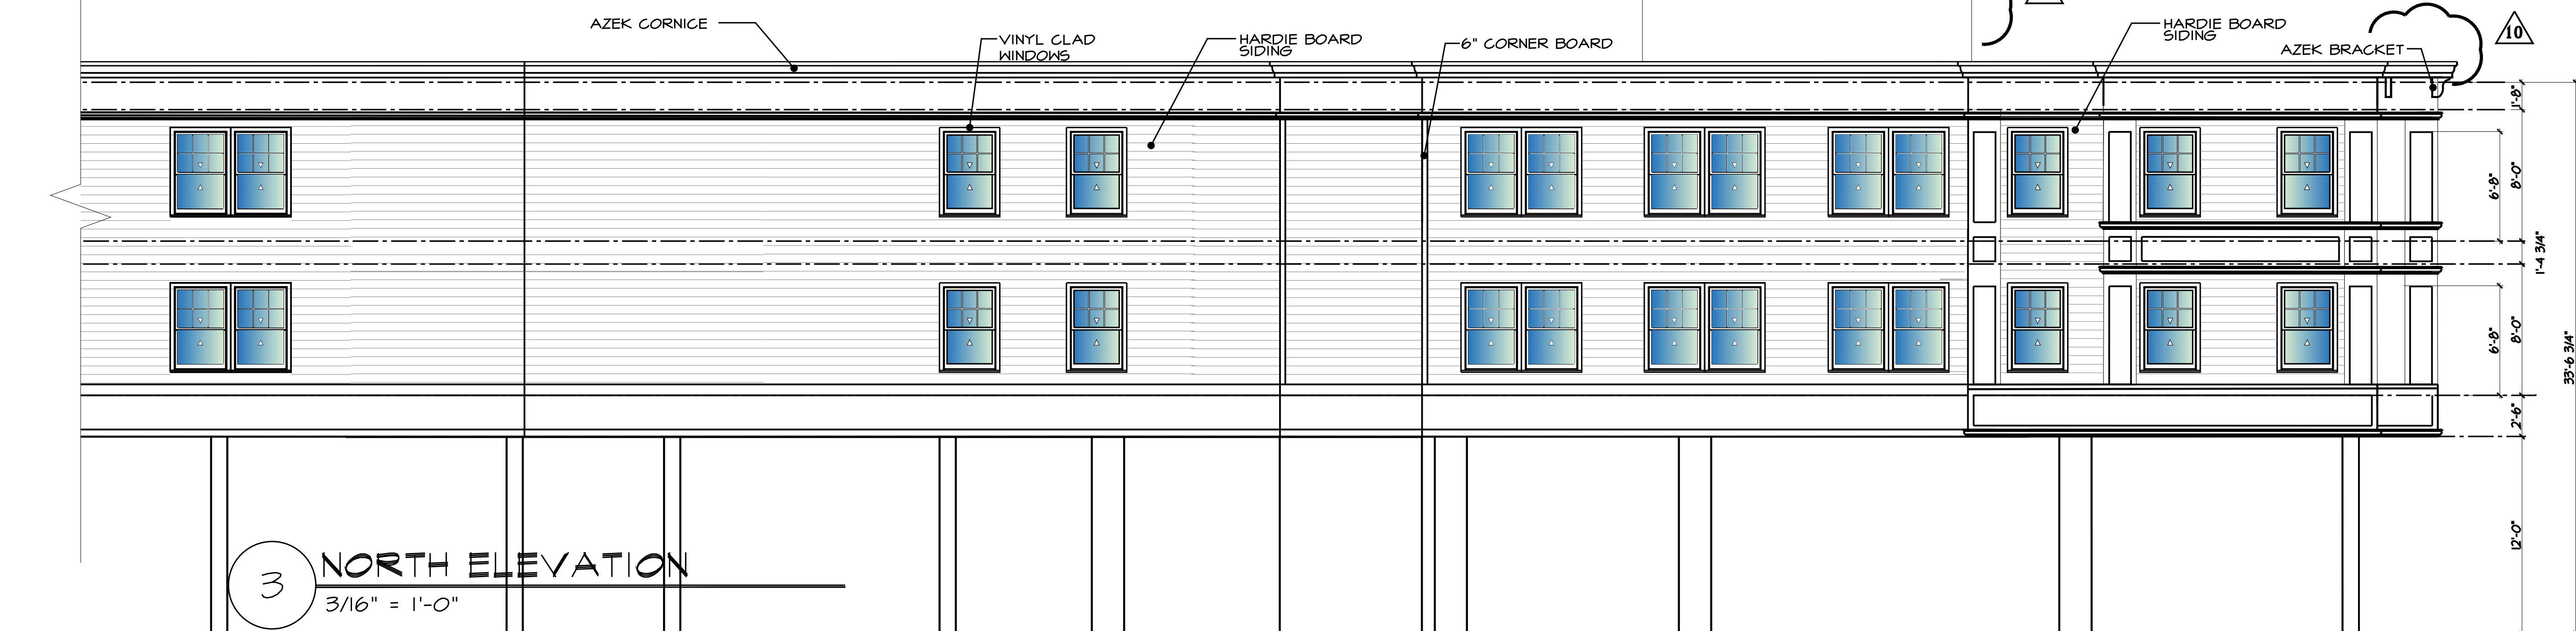 AZEK CORNICE
VINYL CLAD
WINDOWS
HARDIE BOARD
SIDING
6" CORNER BOARD
HARDIE BOARD
SIDING
AZEK BRACKET
10
1'-8"
6'-8"
8'-0"
1'-4 3/4"
6'-8"
8'-0"
33'-6 3/4"
2'-6"
12'-0"
3
NORTH ELEVATION
3/16" = 1'-0"